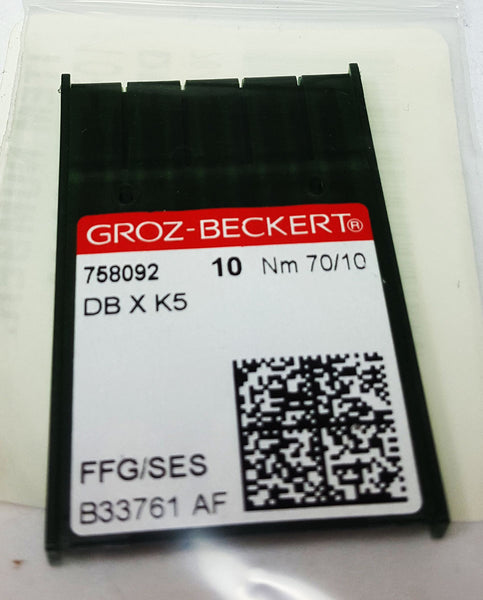 GROZ-BECKERT®
758092 10 Nm 70/10
DB X K5
FFG/SES
B33761 AF